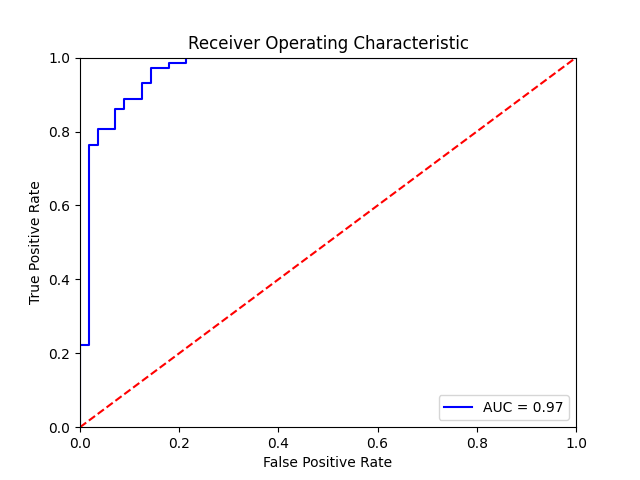 Receiver Operating Characteristic
1.0
0.8
0.6
0.4
0.2
0.0
True Positive Rate
AUC = 0.97
0.0 0.2 0.4 0.6 0.8 1.0
False Positive Rate